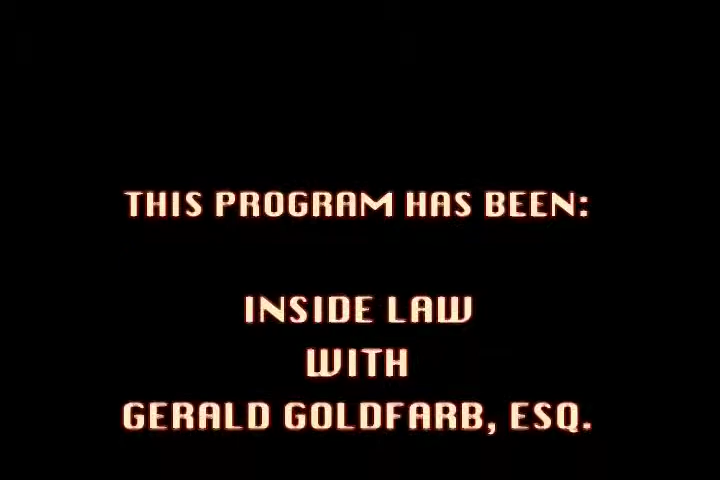 THIS PROGRAM HAS BEEN:
INSIDE LAW
WITH
GERALD GOLDFARB, ESQ.